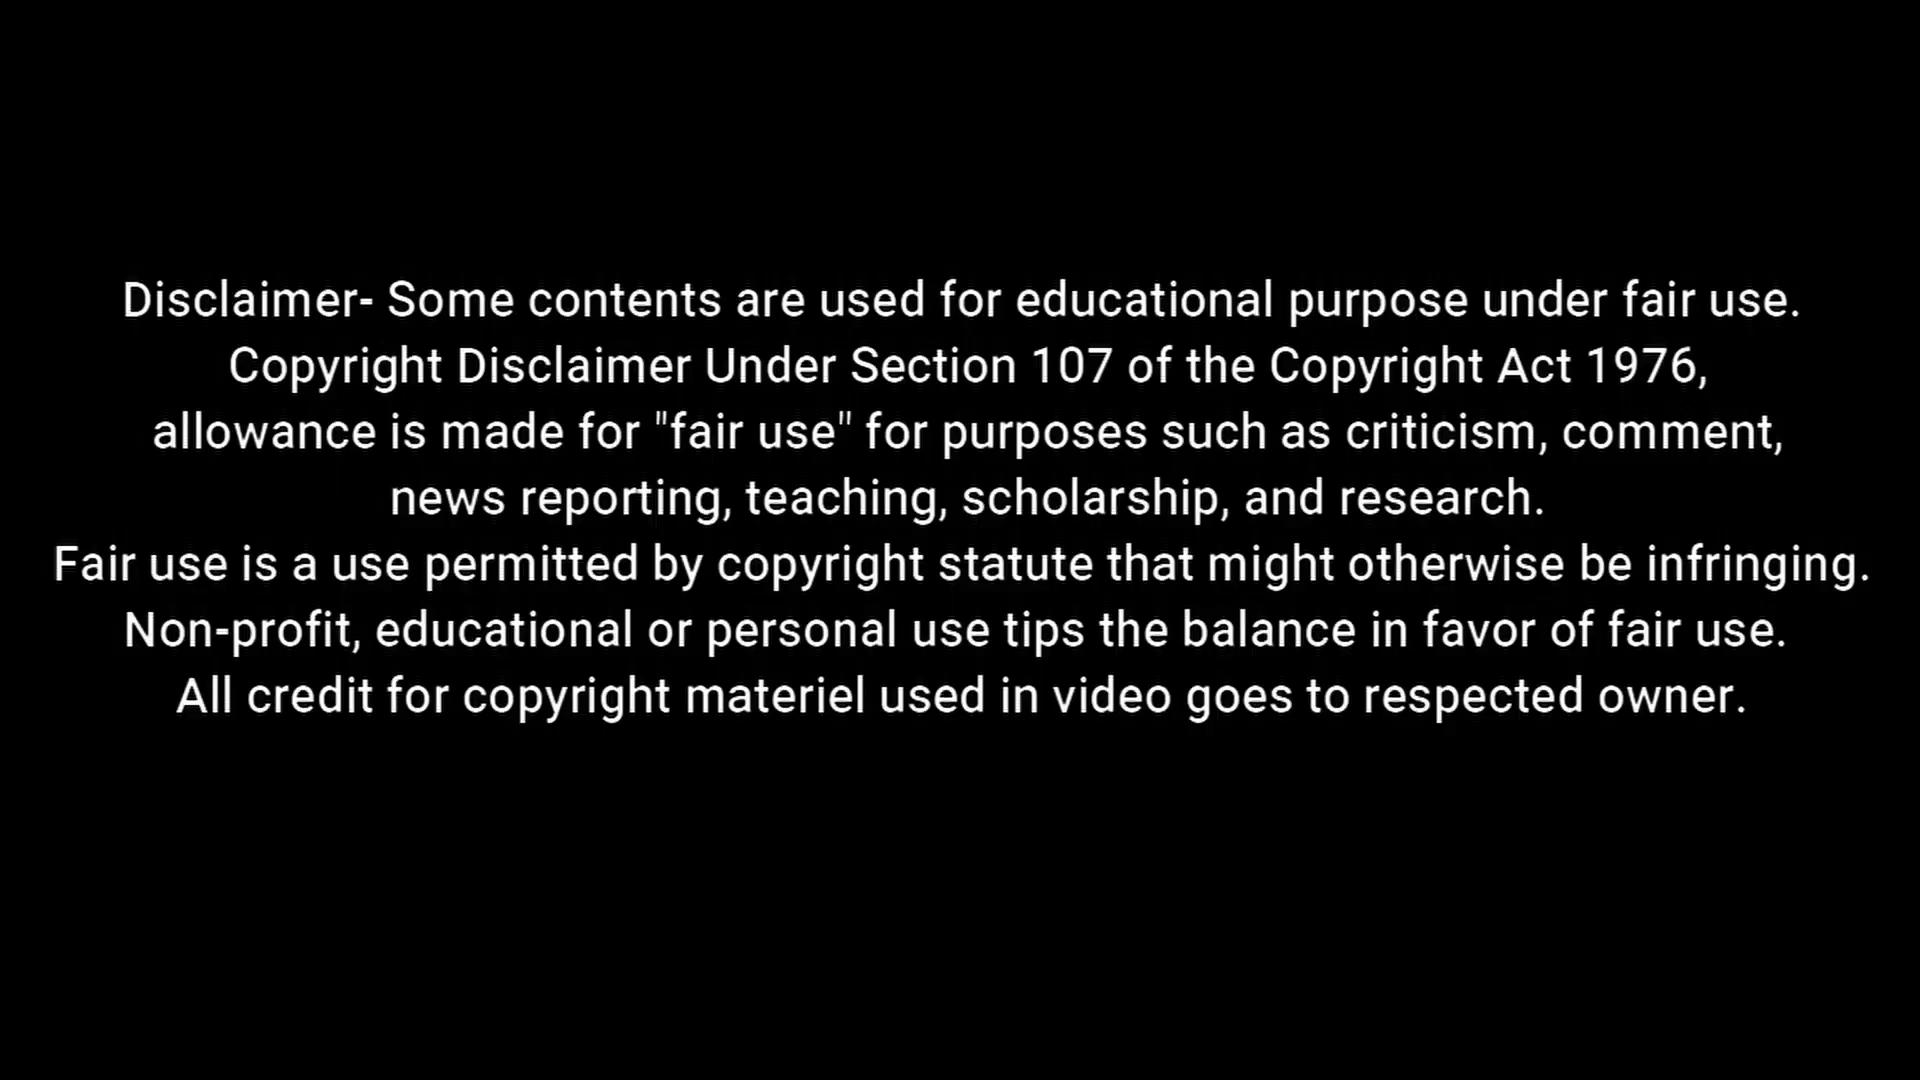 Disclaimer- Some contents are used for educational purpose under fair use.
Copyright Disclaimer Under Section 107 of the Copyright Act 1976,
allowance is made for "fair use" for purposes such as criticism, comment,
news reporting, teaching, scholarship, and research.
Fair use is a use permitted by copyright statute that might otherwise be infringing.
Non-profit, educational or personal use tips the balance in favor of fair use.
All credit for copyright materiel used in video goes to respected owner.